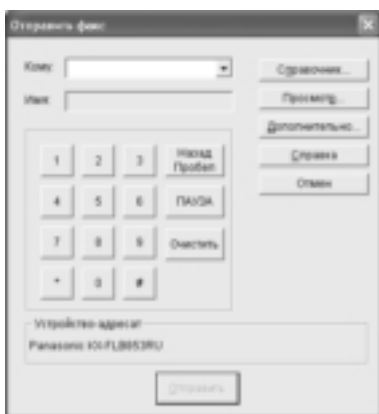 Отправить факс
Кому:
Справочник...
Имя:
Просмотр...
Дополнительно...
1 2 3 Назад Пробел
Справка
4 5 6 ПАУЗА
Отмен
7 8 9 Очистить
* 0 #
Устройство адресат
Panasonic KX-FLB853RU
Отправить